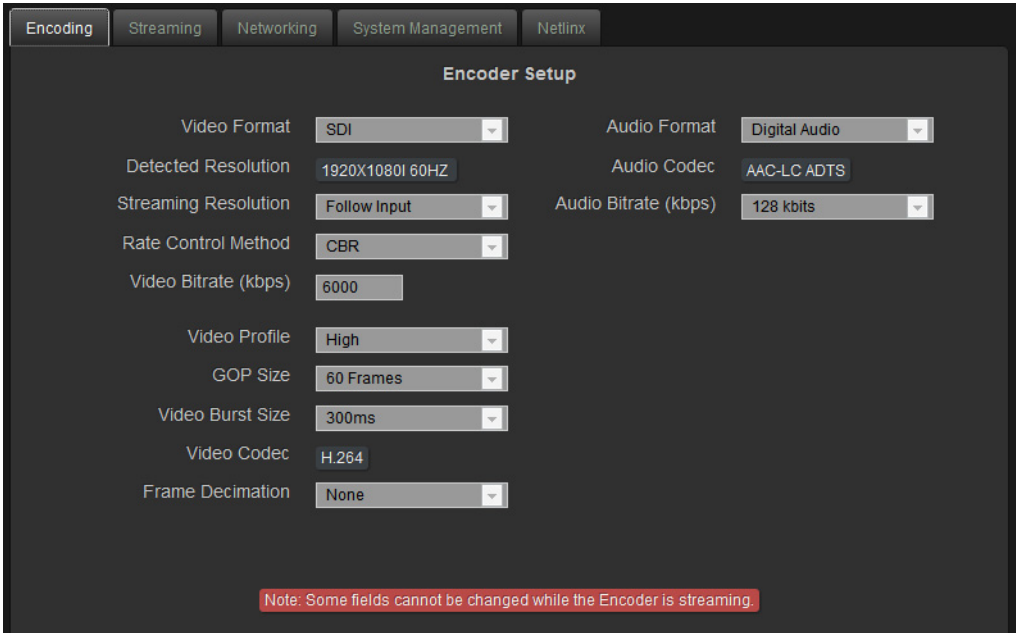 Encoding Streaming Networking System Management Netlinx
Encoder Setup
Video Format SDI Audio Format Digital Audio
Detected Resolution 1920X1080I 60HZ Audio Codec AAC-LC ADTS
Streaming Resolution Follow Input Audio Bitrate (kbps) 128 kbits
Rate Control Method CBR
Video Bitrate (kbps) 6000
Video Profile High
GOP Size 60 Frames
Video Burst Size 300ms
Video Codec H.264
Frame Decimation None
Note: Some fields cannot be changed while the Encoder is streaming.